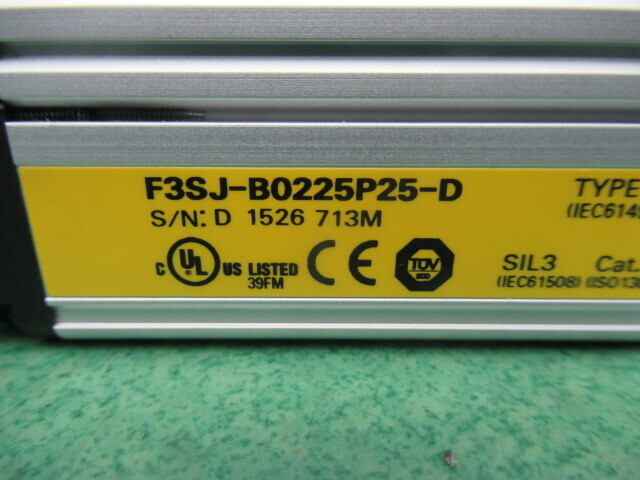 F3SJ-B0225P25-D
S/N: D 1526 713M
C UL US LISTED
39FM
CE
TÜV
TYPE
(IEC614
SIL3 Cat.
(IEC61508) (ISO13